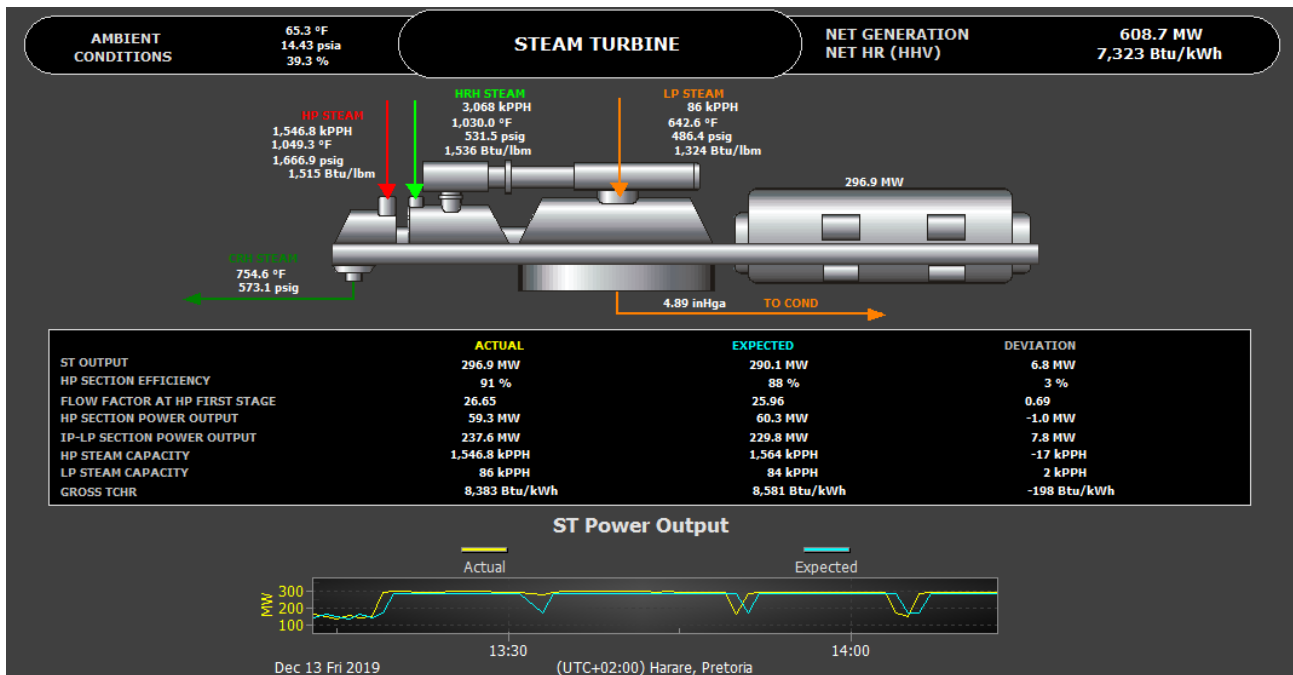 AMBIENT CONDITIONS
65.3 °F
14.43 psia
39.3 %
STEAM TURBINE
NET GENERATION 608.7 MW
NET HR (HHV) 7,323 Btu/kWh
HP STEAM
1,546.8 kPPH
1,049.3 °F
1,666.9 psig
1,515 Btu/lbm
HRH STEAM
3,068 kPPH
1,030.0 °F
531.5 psig
1,536 Btu/lbm
LP STEAM
86 kPPH
642.6 °F
486.4 psig
1,324 Btu/lbm
296.9 MW
CRH STEAM
754.6 °F
573.1 psig
4.89 inHga TO COND
ACTUAL EXPECTED DEVIATION
ST OUTPUT 296.9 MW 290.1 MW 6.8 MW
HP SECTION EFFICIENCY 91 % 88 % 3 %
FLOW FACTOR AT HP FIRST STAGE 26.65 25.96 0.69
HP SECTION POWER OUTPUT 59.3 MW 60.3 MW -1.0 MW
IP-LP SECTION POWER OUTPUT 237.6 MW 229.8 MW 7.8 MW
HP STEAM CAPACITY 1,546.8 kPPH 1,564 kPPH -17 kPPH
LP STEAM CAPACITY 86 kPPH 84 kPPH 2 kPPH
GROSS TCHR 8,383 Btu/kWh 8,581 Btu/kWh -198 Btu/kWh
ST Power Output
Actual Expected
MW
300
200
100
13:30 14:00
Dec 13 Fri 2019 (UTC+02:00) Harare, Pretoria